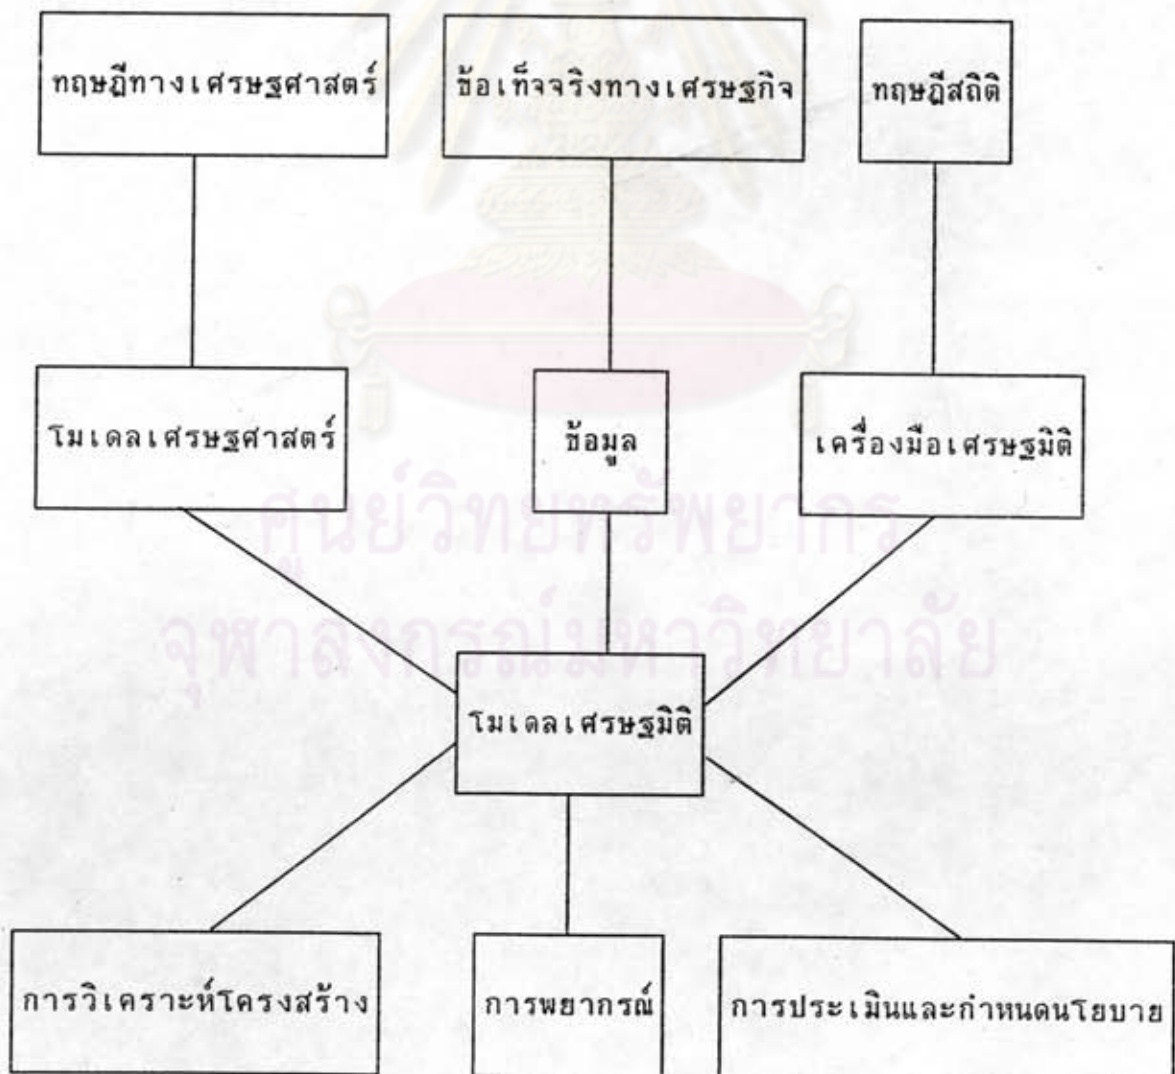 ทฤษฎีทางเศรษฐศาสตร์
ข้อเท็จจริงทางเศรษฐกิจ
ทฤษฎีสถิติ
โมเดลเศรษฐศาสตร์
ข้อมูล
เครื่องมือเศรษฐมิติ
ศูนย์วิทยทรัพยากร
จุฬาลงกรณ์มหาวิทยาลัย
โมเดลเศรษฐมิติ
การวิเคราะห์โครงสร้าง
การพยากรณ์
การประเมินและกำหนดนโยบาย